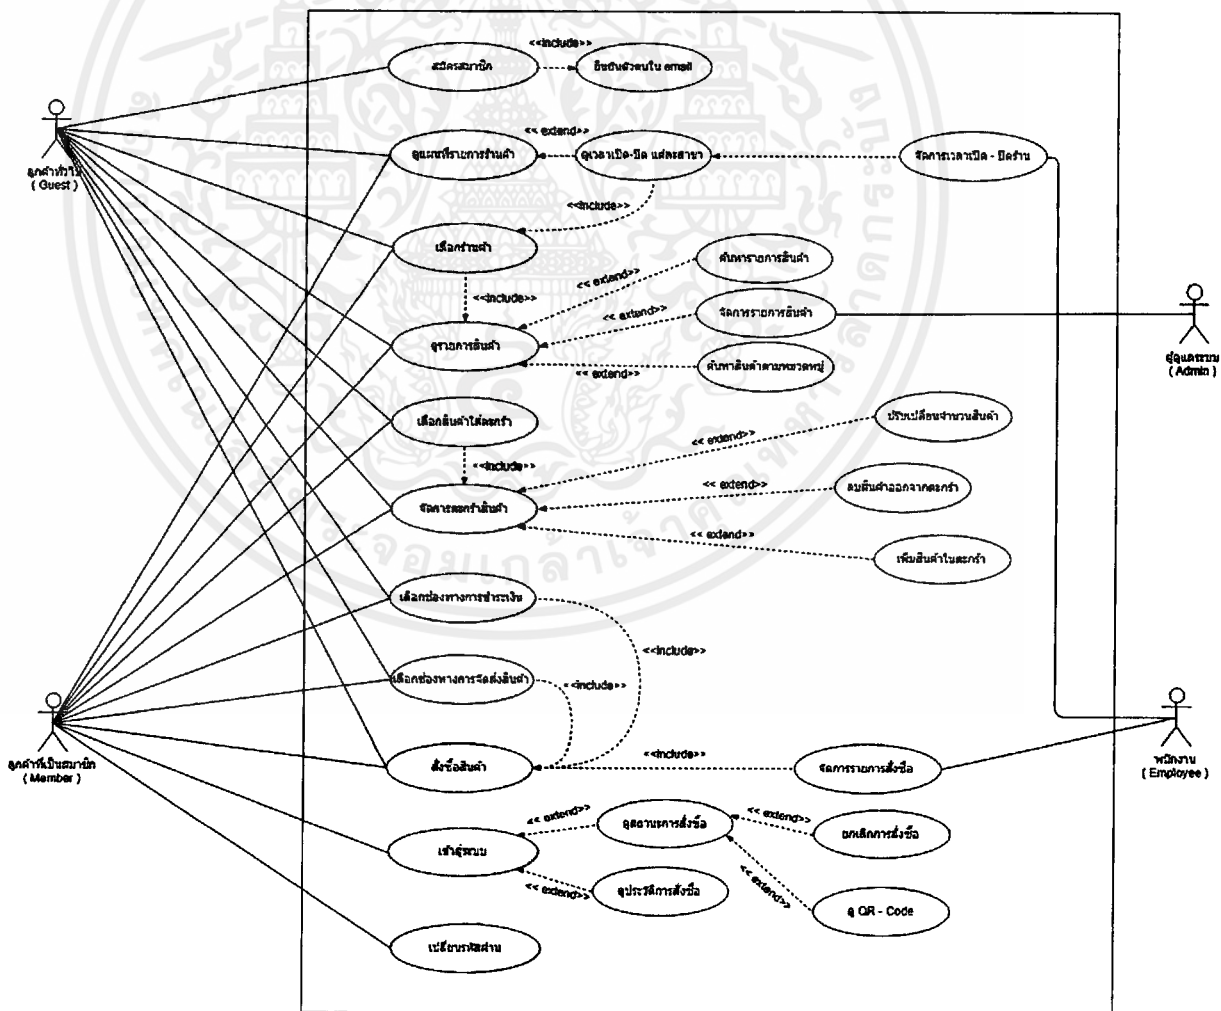 <<include>>
สมัครสมาชิก
ยืนยันตัวตนใน email
<< extend>>
ลูกค้าทั่วไป
( Guest )
ดูแผนที่รายการร้านค้า
ดูเวลาเปิด-ปิด แต่ละสาขา
จัดการเวลาเปิด - ปิดร้าน
<<include>>
เลือกร้านค้า
ค้นหารายการสินค้า
<< extend>>
<<include>>
จัดการรายการสินค้า
<< extend>>
ดูรายการสินค้า
ค้นหาสินค้าตามหมวดหมู่
<< extend>>
ผู้ดูแลระบบ
( Admin )
เลือกสินค้าใส่ตะกร้า
ปรับเปลี่ยนจำนวนสินค้า
<< extend>>
<<include>>
<< extend>>
ลบสินค้าออกจากตะกร้า
จัดการตะกร้าสินค้า
<< extend>>
เพิ่มสินค้าในตะกร้า
จอมเกล้าเจ้าคุณทหาร
เลือกช่องทางการชำระเงิน
<<include>>
เลือกช่องทางการจัดส่งสินค้า
<<include>>
ลูกค้าที่เป็นสมาชิก
( Member )
สั่งซื้อสินค้า
<<include>>
จัดการรายการสั่งซื้อ
พนักงาน
( Employee )
<< extend>>
ดูสถานะการสั่งซื้อ
<< extend>>
ยกเลิกการสั่งซื้อ
เข้าสู่ระบบ
<< extend>>
ดูประวัติการสั่งซื้อ
<< extend>>
ดู QR - Code
เปลี่ยนรหัสผ่าน